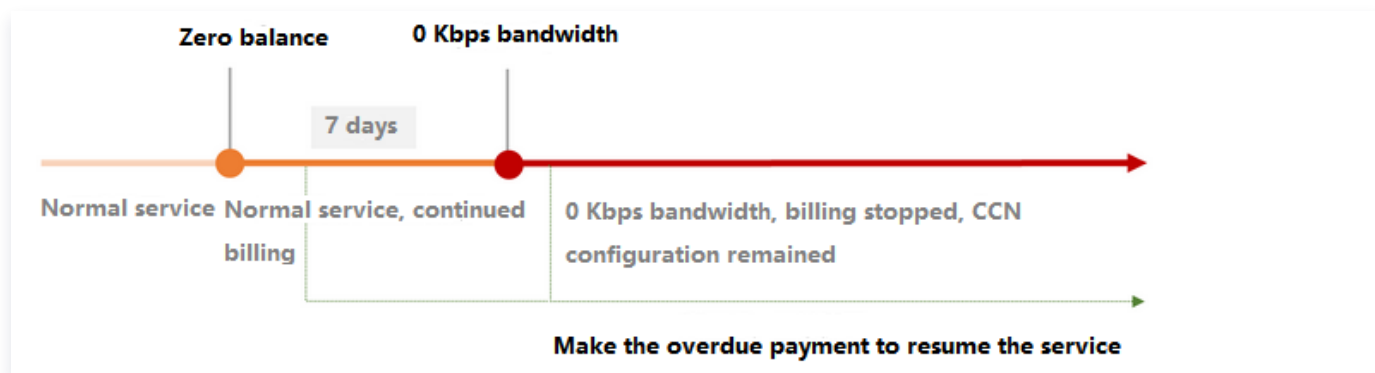 Zero balance
0 Kbps bandwidth
7 days
Normal service
Normal service, continued
billing
0 Kbps bandwidth, billing stopped, CCN
configuration remained
Make the overdue payment to resume the service